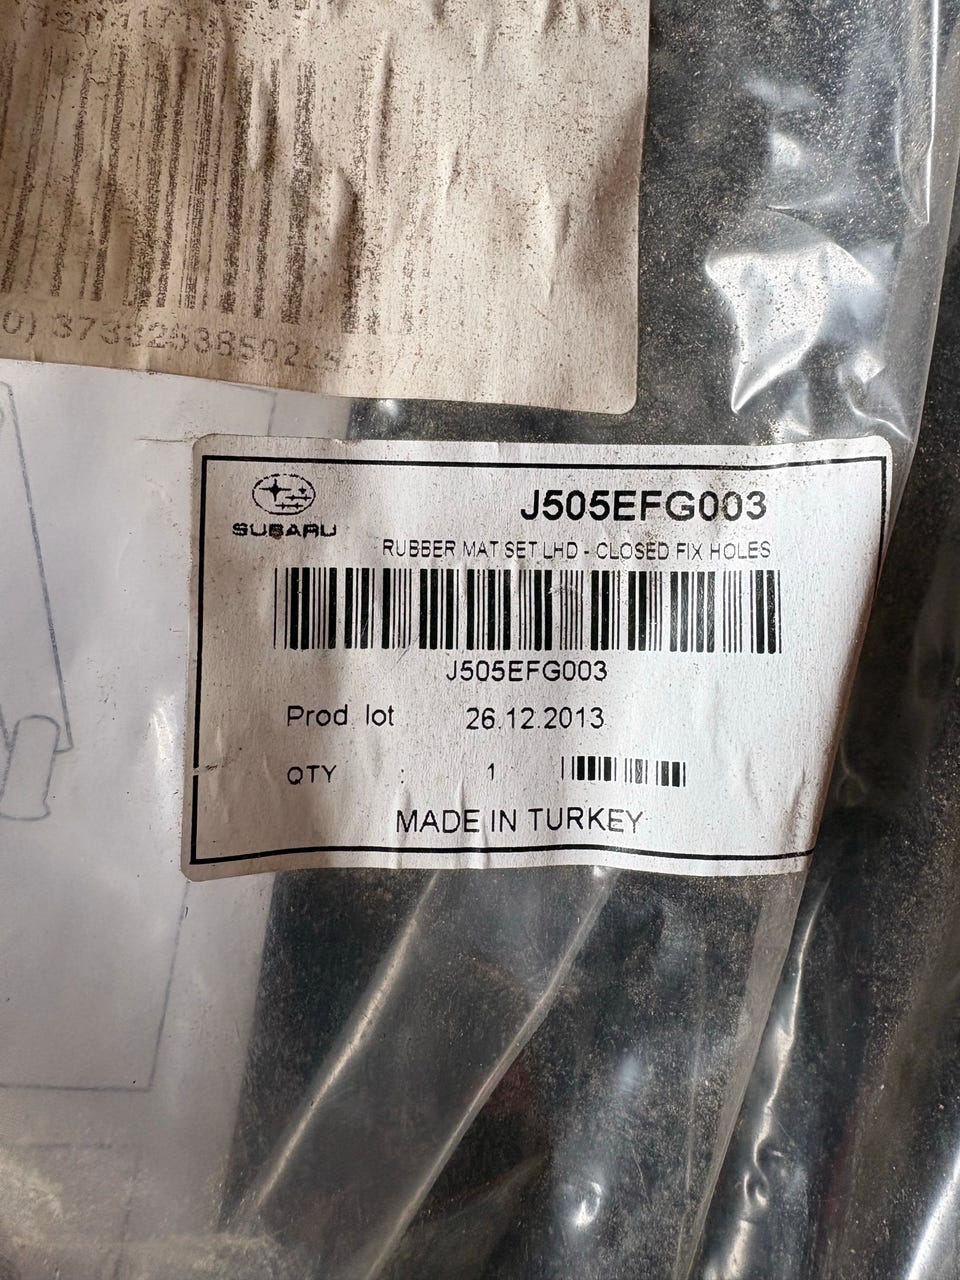 SUBARU
J505EFG003
RUBBER MAT SET LHD - CLOSED FIX HOLES
J505EFG003
Prod. lot 26.12.2013
QTY : 1
MADE IN TURKEY